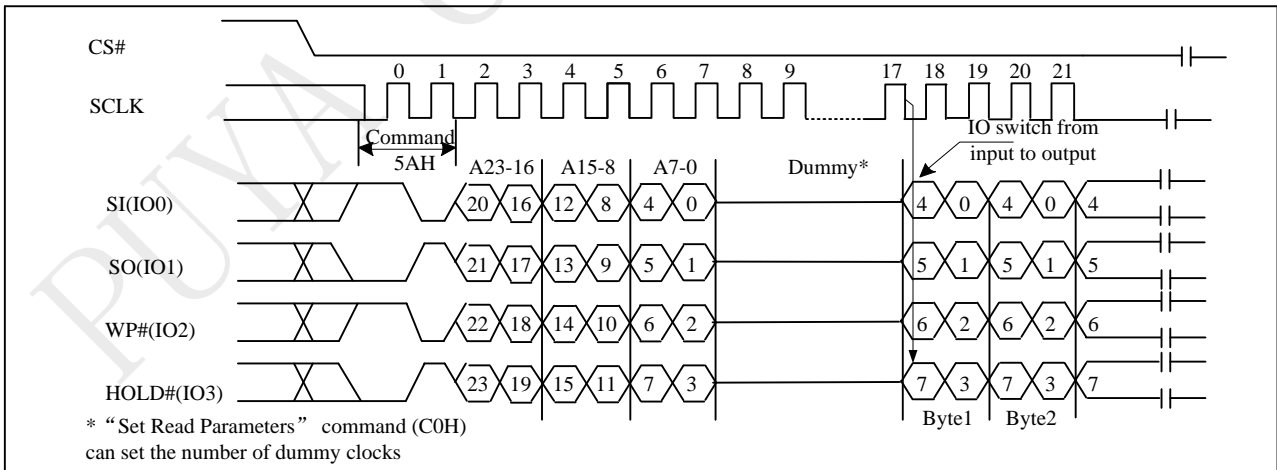 CS#
0 1 2 3 4 5 6 7 8 9 17 18 19 20 21
SCLK
Command
5AH
IO switch from
input to output
A23-16 A15-8 A7-0 Dummy*
SI(IO0) 20 16 12 8 4 0 4 0 4 0 4
SO(IO1) 21 17 13 9 5 1 5 1 5 1 5
WP#(IO2) 22 18 14 10 6 2 6 2 6 2 6
HOLD#(IO3) 23 19 15 11 7 3 7 3 7 3 7
Byte1 Byte2
* “Set Read Parameters” command (C0H)
can set the number of dummy clocks
PUYA